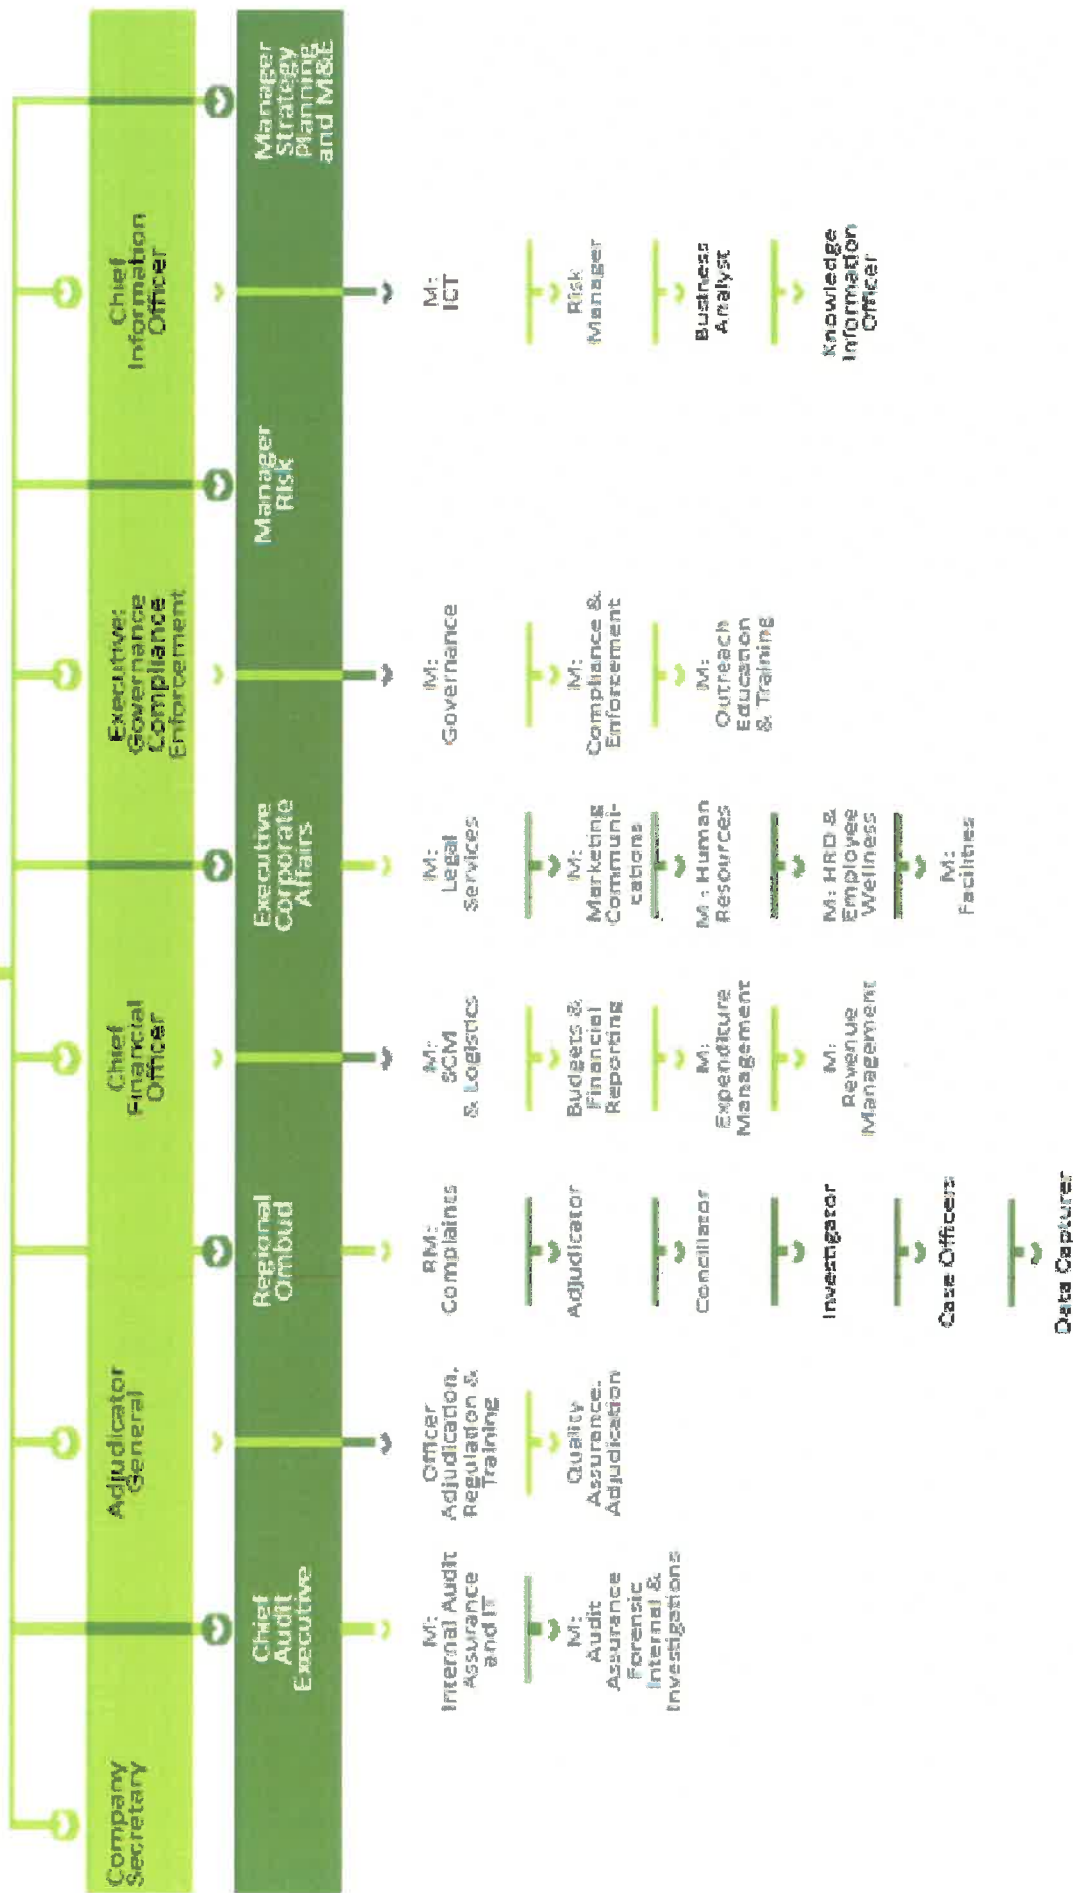 Company
Secretary
Adjudicator
General
Chief
Financial
Officer
Executive:
Governance
Compliance
Enforcement
Chief
Information
Officer
Chief
Audit
Executive
Regional
Ombud
Executive
Corporate
Affairs
Manager
Risk
Manager
Strategy
Planning
and M&E
M:
Internal Audit
Assurance
and IT
M:
Audit
Assurance
Forensic
Internal &
Investigations
Officer
Adjudication,
Regulation &
Training
Quality
Assurance:
Adjudication
RM:
Complaints
Adjudicator
Conciliator
Investigator
Case Officers
Data Capturer
M:
SCM
& Logistics
Budgets &
Financial
Reporting
M:
Expenditure
Management
M:
Revenue
Management
M:
Legal
Services
M:
Marketing
Communi-
cations
M : Human
Resources
M: HRD &
Employee
Wellness
M:
Facilities
M:
Governance
M:
Compliance &
Enforcement
M:
Outreach
Education
& Training
M:
ICT
Risk
Manager
Business
Analyst
Knowledge
Information
Officer